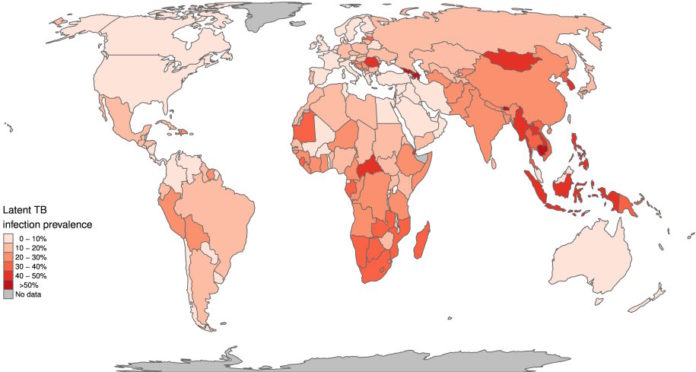 Latent TB
infection prevalence
0 – 10%
10 – 20%
20 – 30%
30 – 40%
40 – 50%
>50%
No data